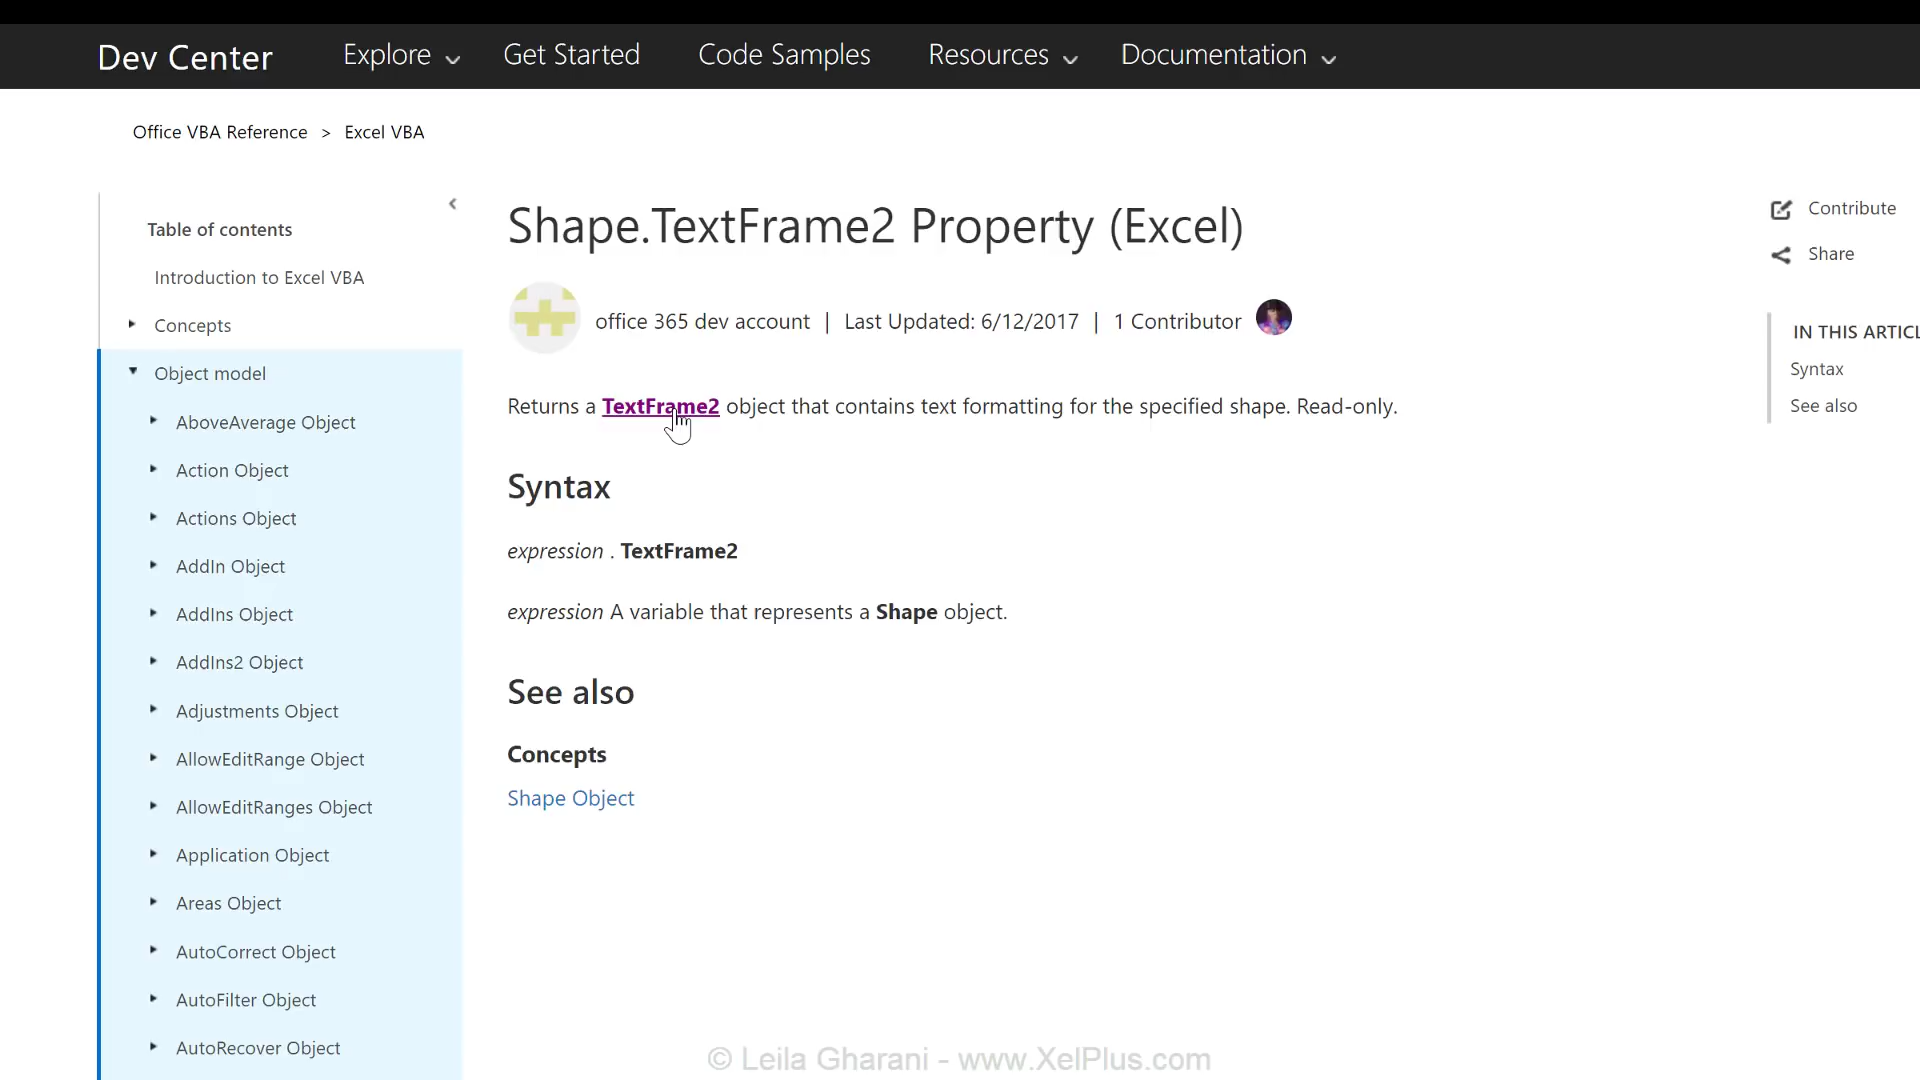 Dev Center Explore Get Started Code Samples Resources Documentation
Office VBA Reference > Excel VBA
Table of contents
Introduction to Excel VBA
Concepts
Object model
AboveAverage Object
Action Object
Actions Object
AddIn Object
AddIns Object
AddIns2 Object
Adjustments Object
AllowEditRange Object
AllowEditRanges Object
Application Object
Areas Object
AutoCorrect Object
AutoFilter Object
AutoRecover Object
Shape.TextFrame2 Property (Excel)
office 365 dev account | Last Updated: 6/12/2017 | 1 Contributor
Returns a TextFrame2 object that contains text formatting for the specified shape. Read-only.
Syntax
expression . TextFrame2
expression A variable that represents a Shape object.
See also
Concepts
Shape Object
Contribute
Share
IN THIS ARTICL
Syntax
See also
© Leila Gharani - www.XelPlus.com